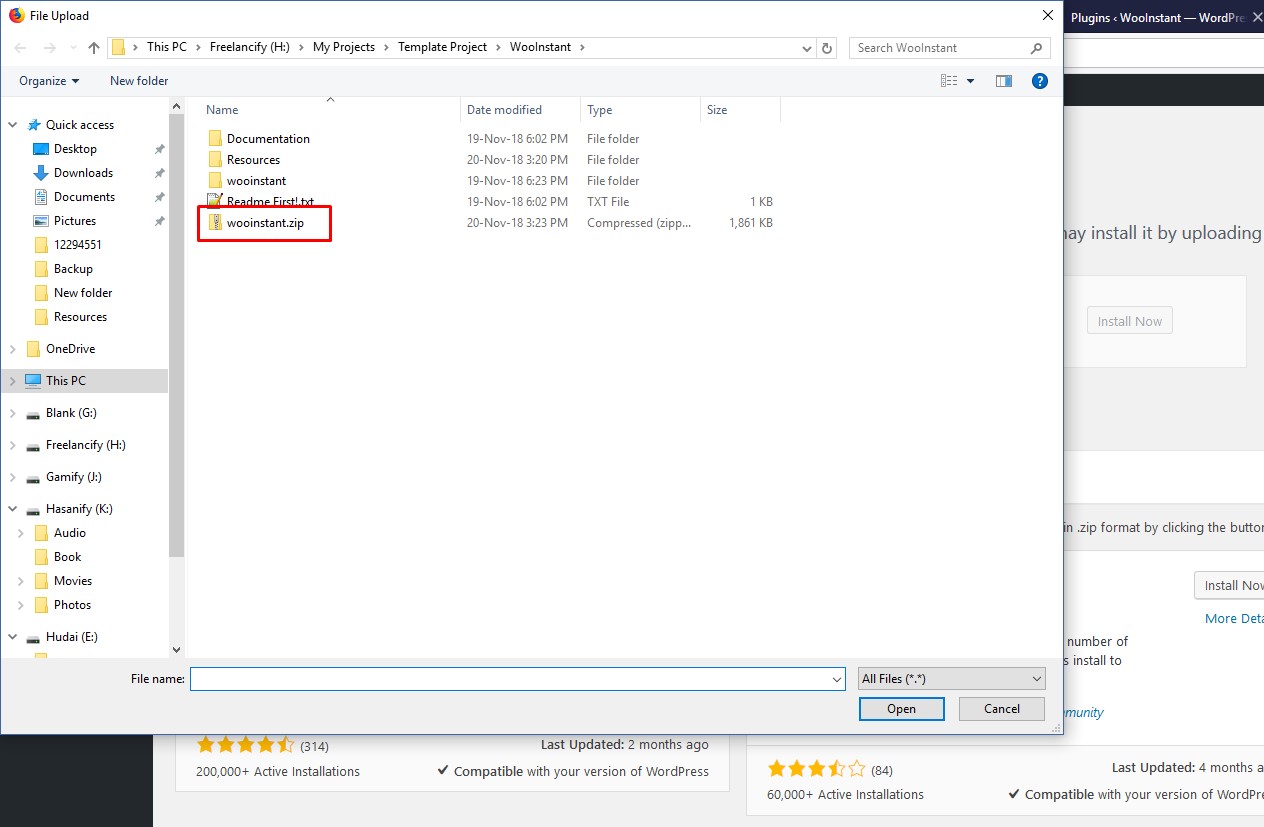 File Upload
Plugins ‹ WooInstant — WordPre
This PC › Freelancify (H:) › My Projects › Template Project › WooInstant ›
Search WooInstant
Organize
New folder
Name
Date modified
Type
Size
Quick access
Desktop
Downloads
Documents
Pictures
12294551
Backup
New folder
Resources
OneDrive
This PC
Blank (G:)
Freelancify (H:)
Gamify (J:)
Hasanify (K:)
Audio
Book
Movies
Photos
Hudai (E:)
Documentation 19-Nov-18 6:02 PM File folder
Resources 20-Nov-18 3:20 PM File folder
wooinstant 19-Nov-18 6:23 PM File folder
Readme First!.txt 19-Nov-18 6:02 PM TXT File 1 KB
wooinstant.zip 20-Nov-18 3:23 PM Compressed (zipp... 1,861 KB
File name:
All Files (*.*)
Open
Cancel
may install it by uploading
Install Now
in .zip format by clicking the button
Install Now
More Deta
number of
s install to
mmunity
(314)
Last Updated: 2 months ago
200,000+ Active Installations
Compatible with your version of WordPress
(84)
Last Updated: 4 months a
60,000+ Active Installations
Compatible with your version of WordPre